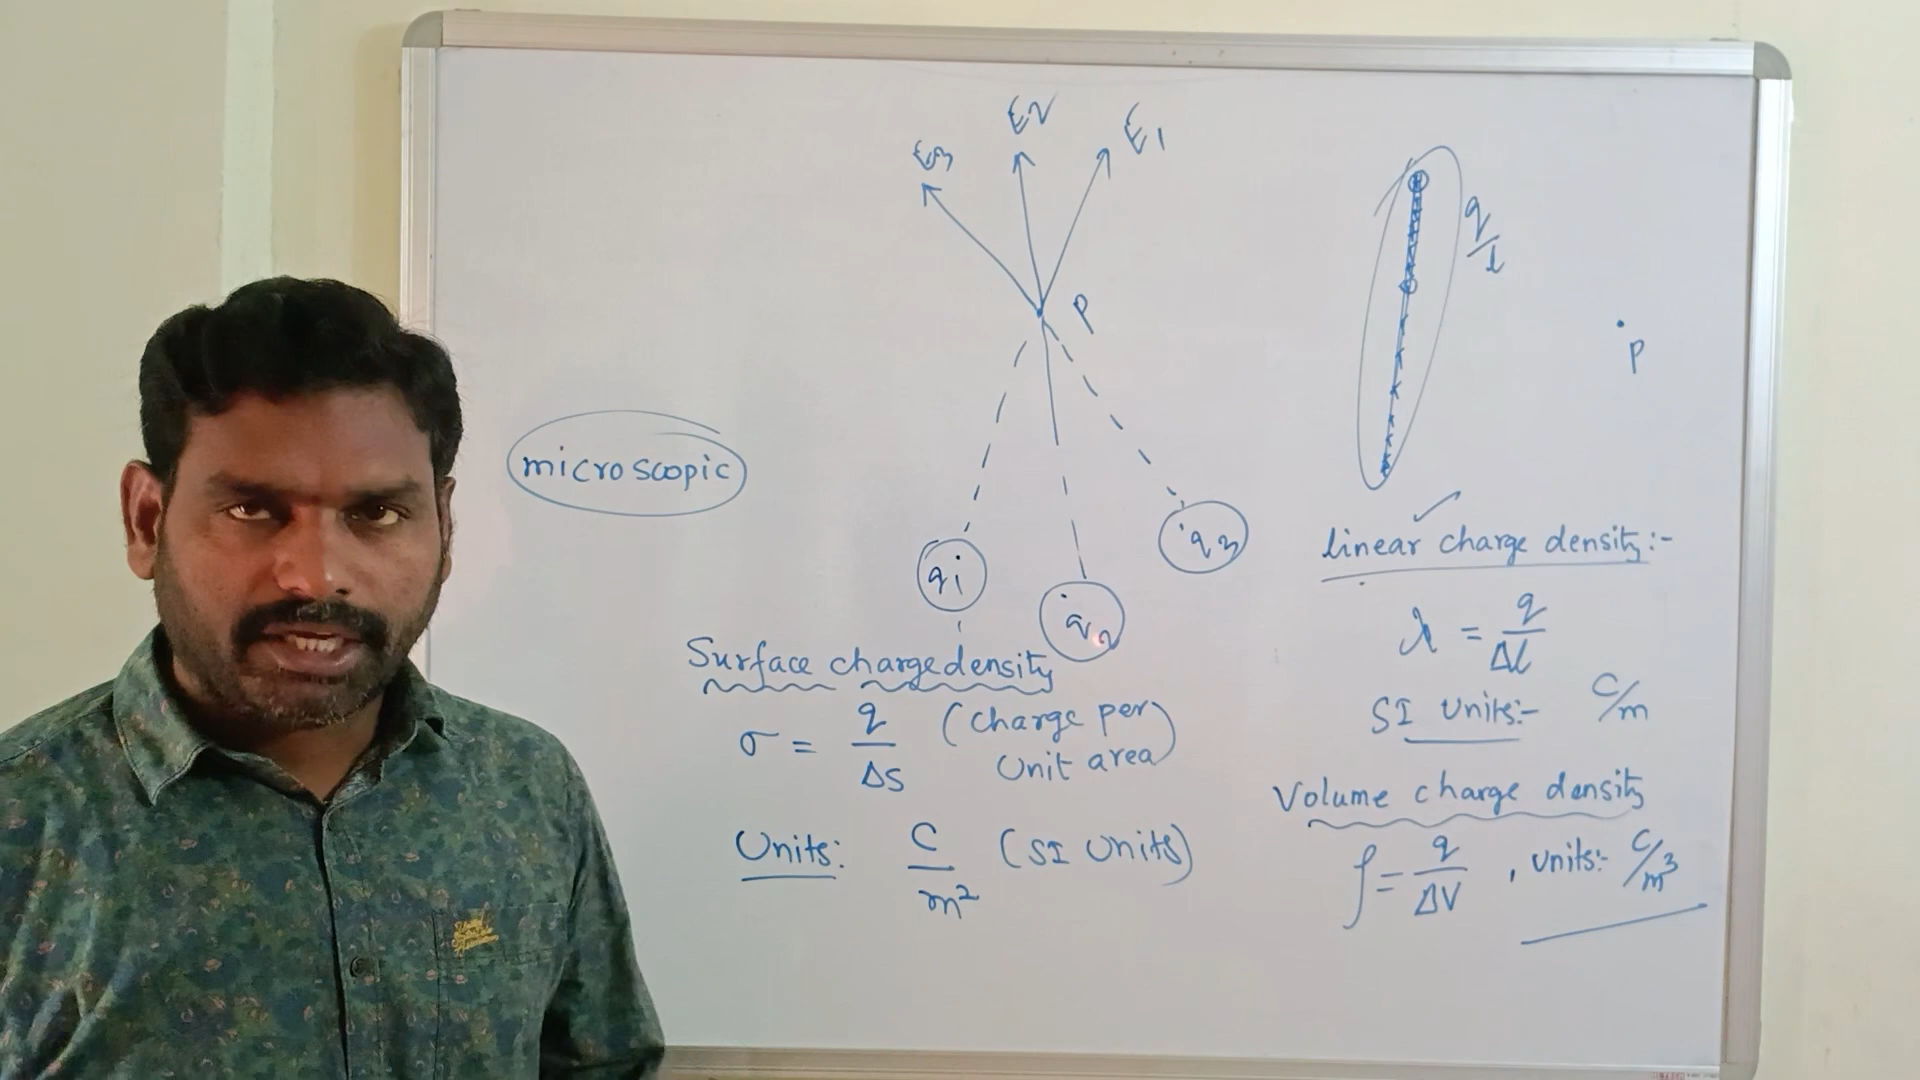 E3
E2
E1
P
q/l
P
microscopic
q1
q2
q3
Surface charge density
σ = q/ΔS (Charge per
Unit area)
Units: C/m² (SI Units)
linear charge density:-
λ = q/Δl
SI Units:- C/m
Volume charge density
ρ = q/ΔV, units:- C/m³